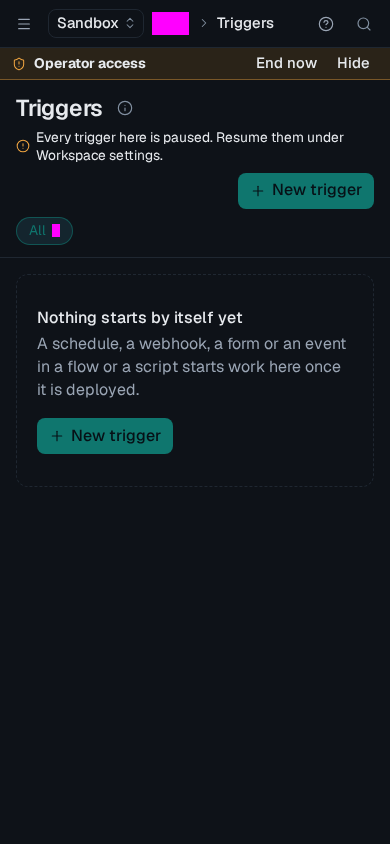 Sandbox
Triggers
Operator access
End now
Hide
Triggers
Every trigger here is paused. Resume them under
Workspace settings.
New trigger
All
Nothing starts by itself yet
A schedule, a webhook, a form or an event
in a flow or a script starts work here once
it is deployed.
New trigger